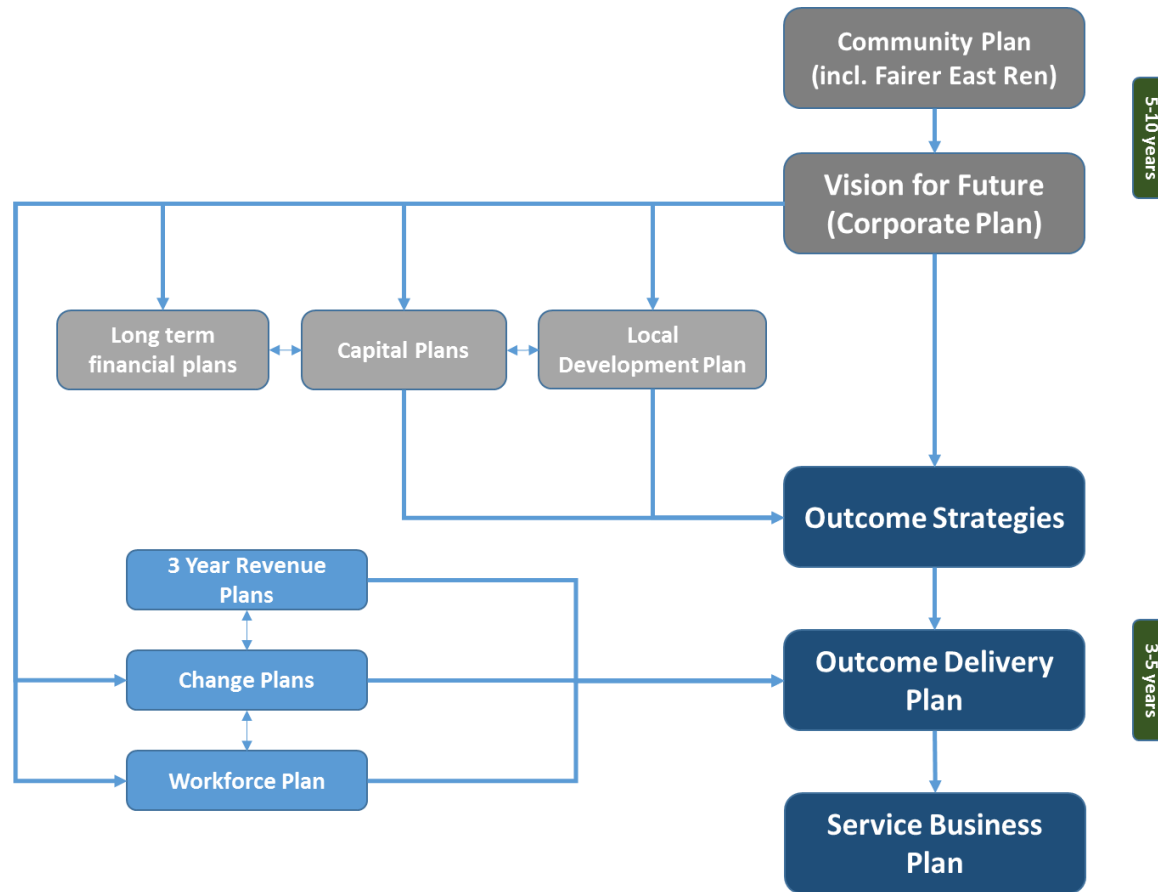 Community Plan
(incl. Fairer East Ren)
5-10 years
Vision for Future
(Corporate Plan)
Long term
financial plans
Capital Plans
Local
Development Plan
Outcome Strategies
3 Year Revenue
Plans
Change Plans
Workforce Plan
Outcome Delivery
Plan
3-5 years
Service Business
Plan